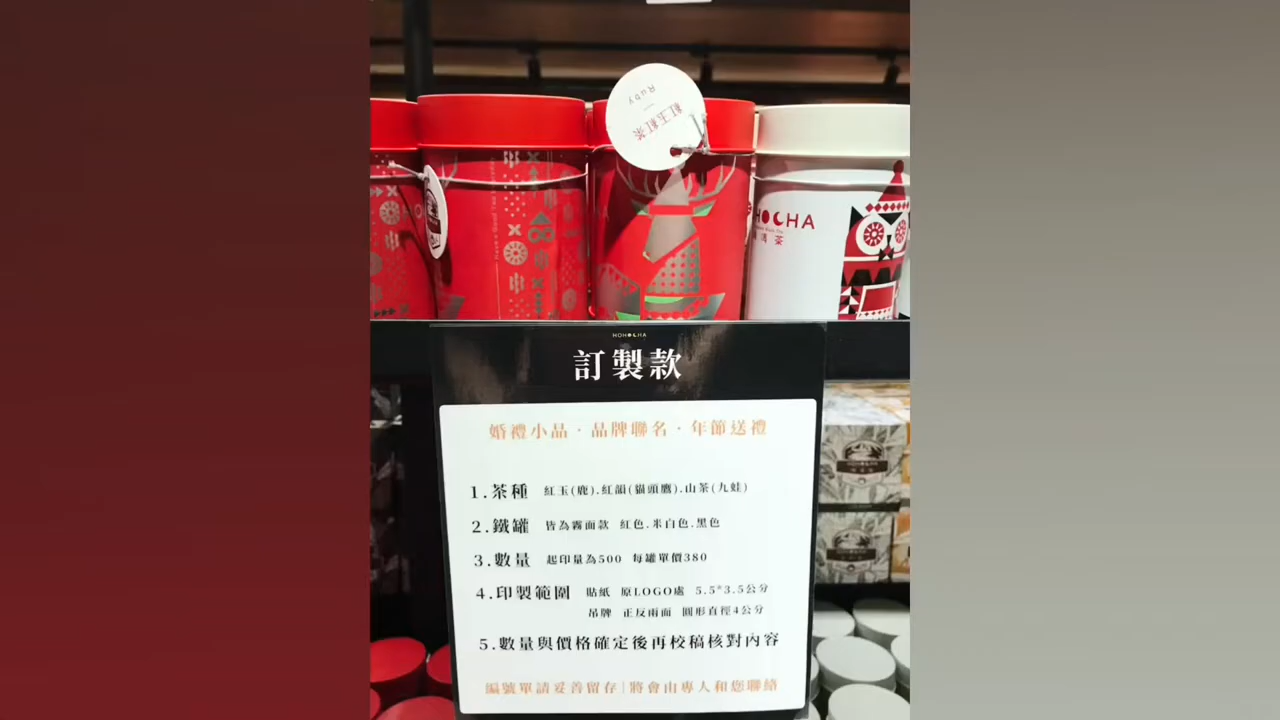 Ruby
紅玉紅茶
HOCHA
HOHOCHA
訂製款
婚禮小品·品牌聯名·年節送禮
1.茶種 紅玉(鹿).紅韻(貓頭鷹).山茶(九蛙)
2.鐵罐 皆為霧面款 紅色.米白色.黑色
3.數量 起印量為500 每罐單價380
4.印製範圍 貼紙 原LOGO處 5.5*3.5公分
吊牌 正反兩面 圓形直徑4公分
5.數量與價格確定後再校稿核對內容
編號單請妥善留存|將會由專人和您聯絡